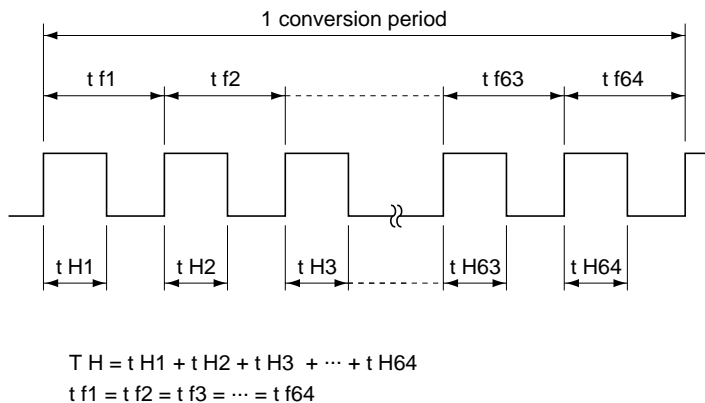 1 conversion period
t f1 t f2 t f63 t f64
t H1 t H2 t H3 t H63 t H64
T H = t H1 + t H2 + t H3 + ··· + t H64
t f1 = t f2 = t f3 = ··· = t f64